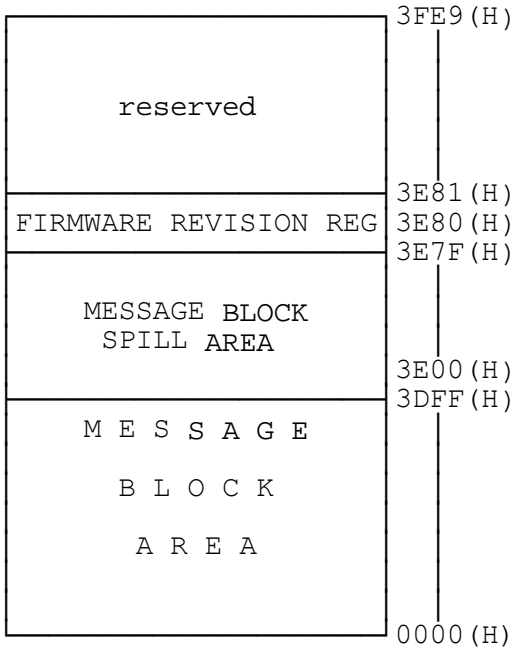 3FE9(H)
reserved
3E81(H)
FIRMWARE REVISION REG 3E80(H)
3E7F(H)
MESSAGE BLOCK
SPILL AREA
3E00(H)
3DFF(H)
M E S S A G E
B L O C K
A R E A
0000(H)